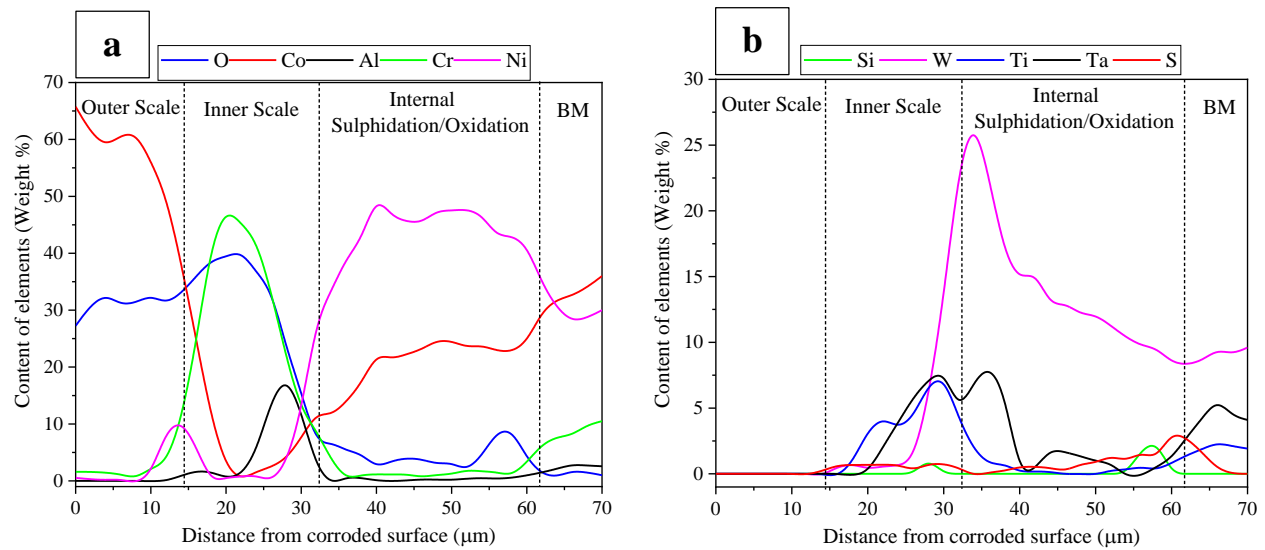 a
O Co Al Cr Ni
70
60
50
40
30
20
10
0
Content of elements (Weight %)
Outer Scale
Inner Scale
Internal
Sulphidation/Oxidation
BM
0 10 20 30 40 50 60 70
Distance from corroded surface (μm)
b
Si W Ti Ta S
30
25
20
15
10
5
0
Content of elements (Weight %)
Outer Scale
Inner Scale
Internal
Sulphidation/Oxidation
BM
0 10 20 30 40 50 60 70
Distance from corroded surface (μm)